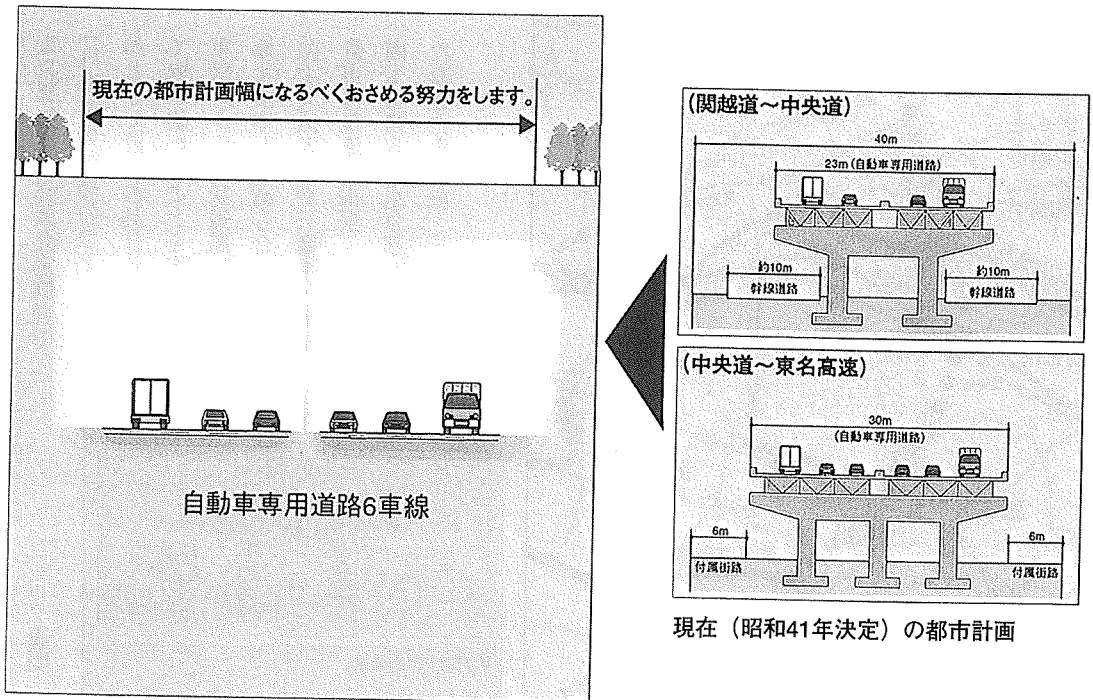 現在の都市計画幅になるべくおさめる努力をします。
自動車専用道路6車線
(関越道～中央道)
40m
23m(自動車専用道路)
約10m
約10m
幹線道路
幹線道路
(中央道～東名高速)
30m
(自動車専用道路)
6m
6m
付属街路
付属街路
現在（昭和41年決定）の都市計画